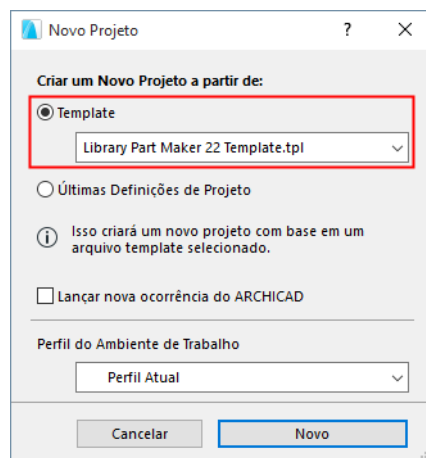 Novo Projeto
?
Criar um Novo Projeto a partir de:
Template
Library Part Maker 22 Template.tpl
Últimas Definições de Projeto
Isso criará um novo projeto com base em um
arquivo template selecionado.
Lançar nova ocorrência do ARCHICAD
Perfil do Ambiente de Trabalho
Perfil Atual
Cancelar
Novo